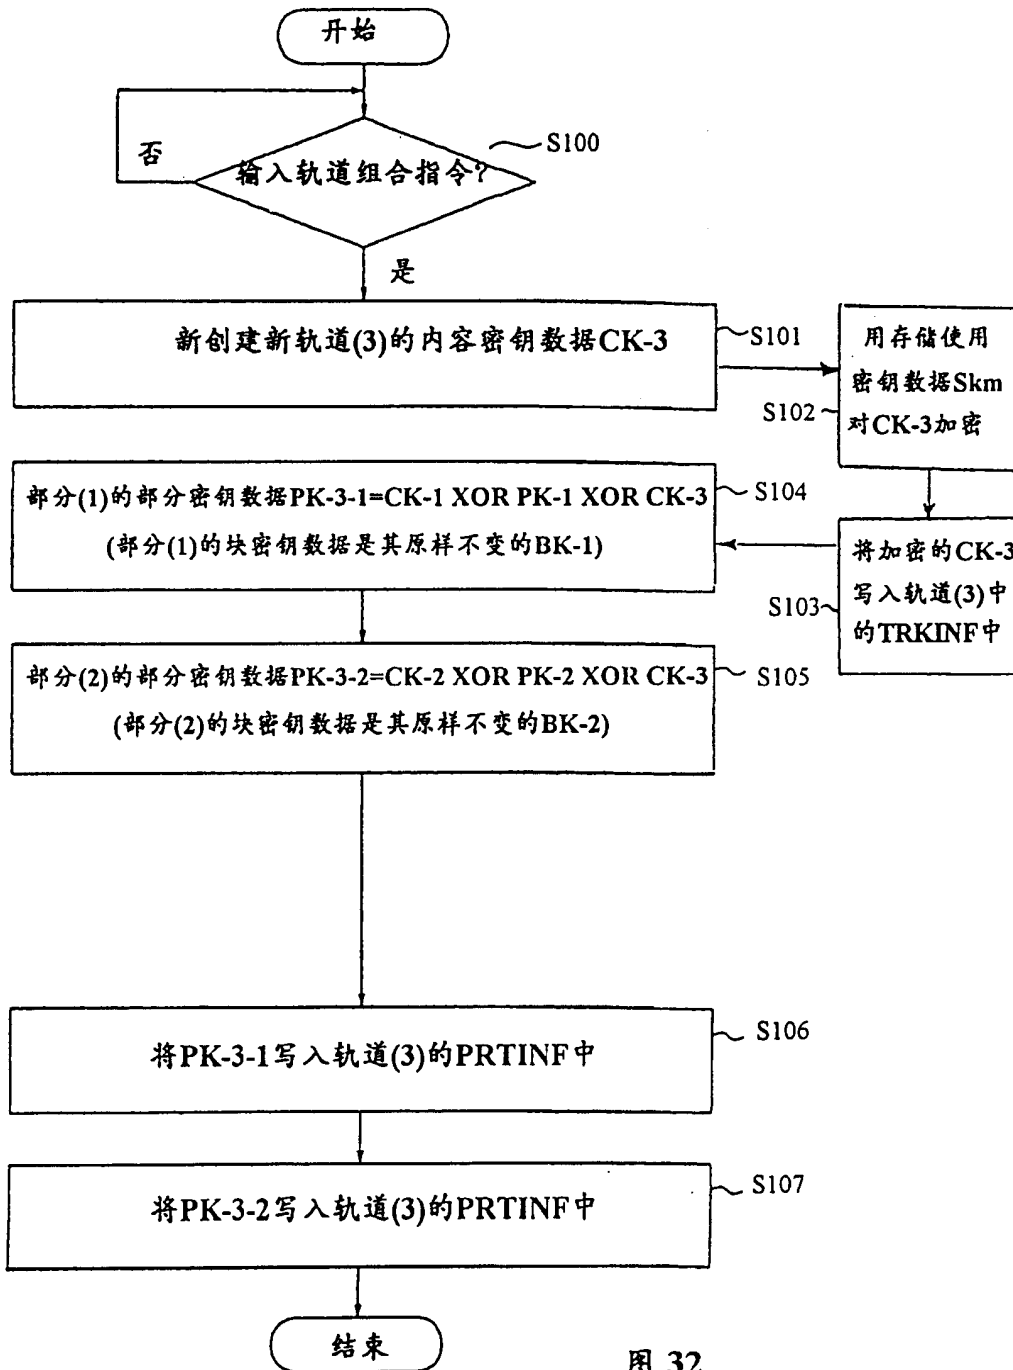 开始
否
输入轨道组合指令?
S100
是
新创建新轨道(3)的内容密钥数据CK-3
S101
用存储使用
密钥数据Skm
对CK-3加密
S102
部分(1)的部分密钥数据PK-3-1=CK-1 XOR PK-1 XOR CK-3
(部分(1)的块密钥数据是其原样不变的BK-1)
S104
将加密的CK-3
写入轨道(3)中
的TRKINF中
S103
部分(2)的部分密钥数据PK-3-2=CK-2 XOR PK-2 XOR CK-3
(部分(2)的块密钥数据是其原样不变的BK-2)
S105
将PK-3-1写入轨道(3)的PRTINF中
S106
将PK-3-2写入轨道(3)的PRTINF中
S107
结束
图 32